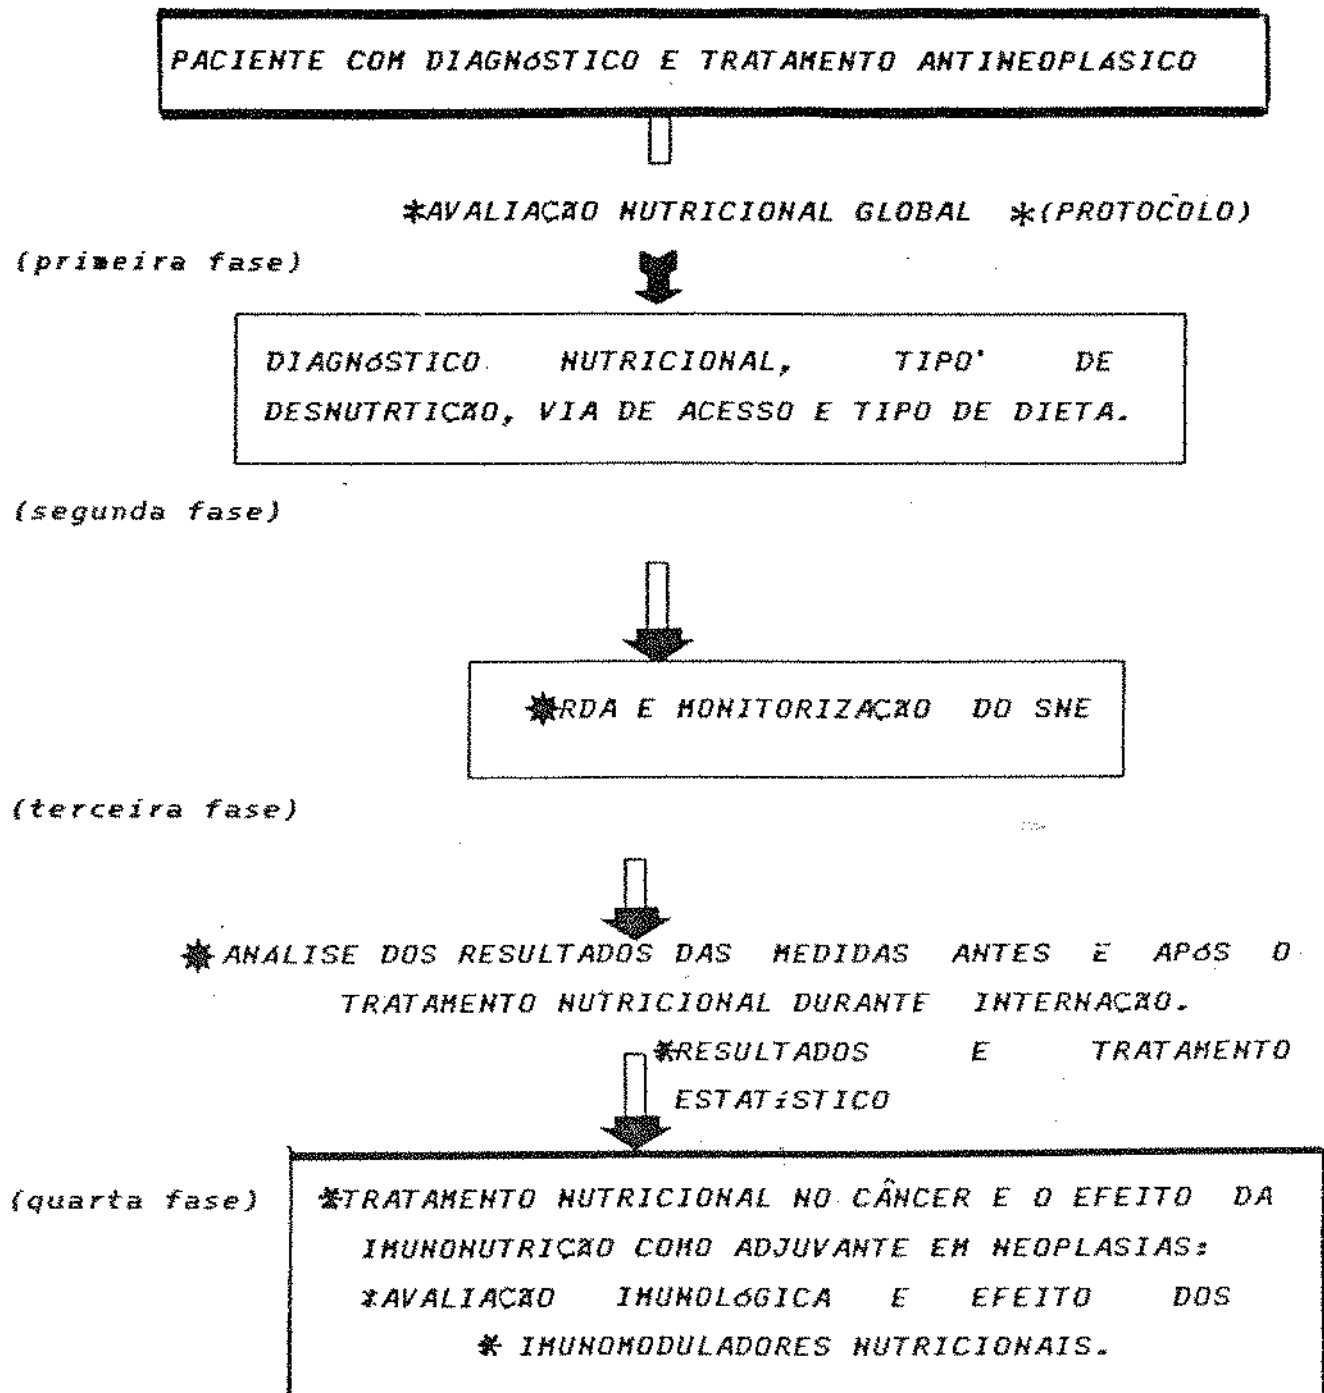 PACIENTE COM DIAGNóSTICO E TRATAMENTO ANTINEOPLáSICO
*AVALIAÇÃO NUTRICIONAL GLOBAL *(PROTOCOLO)
(primeira fase)
DIAGNóSTICO NUTRICIONAL, TIPO DE
DESNUTRTIÇÃO, VIA DE ACESSO E TIPO DE DIETA.
(segunda fase)
*RDA E MONITORIZAÇÃO DO SNE
(terceira fase)
* ANáLISE DOS RESULTADOS DAS MEDIDAS ANTES E APóS O
TRATAMENTO NUTRICIONAL DURANTE INTERNAÇÃO.
*RESULTADOS E TRATAMENTO
ESTATíSTICO
(quarta fase)
*TRATAMENTO NUTRICIONAL NO CÂNCER E O EFEITO DA
IMUNONUTRIÇÃO COMO ADJUVANTE EM NEOPLASIAS:
*AVALIAÇÃO IMUNOLóGICA E EFEITO DOS
* IMUNOMODULADORES NUTRICIONAIS.